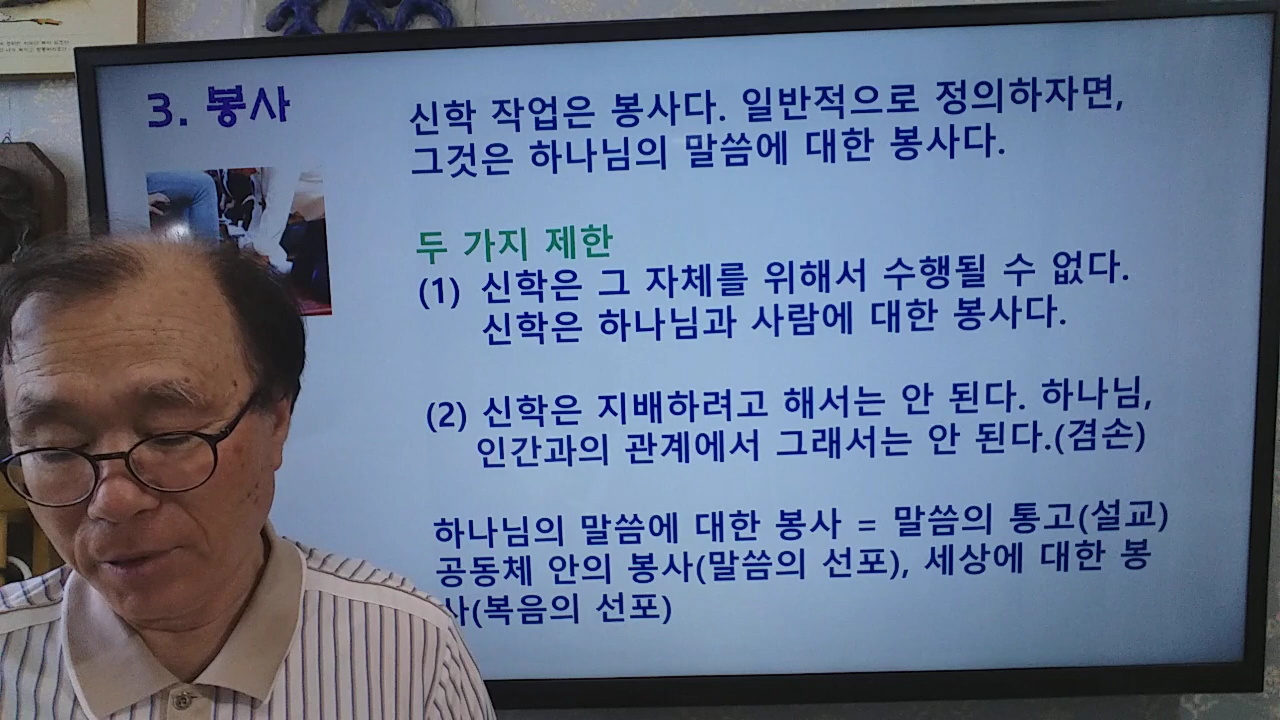 3. 봉사
신학 작업은 봉사다. 일반적으로 정의하자면,
그것은 하나님의 말씀에 대한 봉사다.
두 가지 제한
(1) 신학은 그 자체를 위해서 수행될 수 없다.
신학은 하나님과 사람에 대한 봉사다.
(2) 신학은 지배하려고 해서는 안 된다. 하나님,
인간과의 관계에서 그래서는 안 된다.(겸손)
하나님의 말씀에 대한 봉사 = 말씀의 통고(설교)
공동체 안의 봉사(말씀의 선포), 세상에 대한 봉
사(복음의 선포)